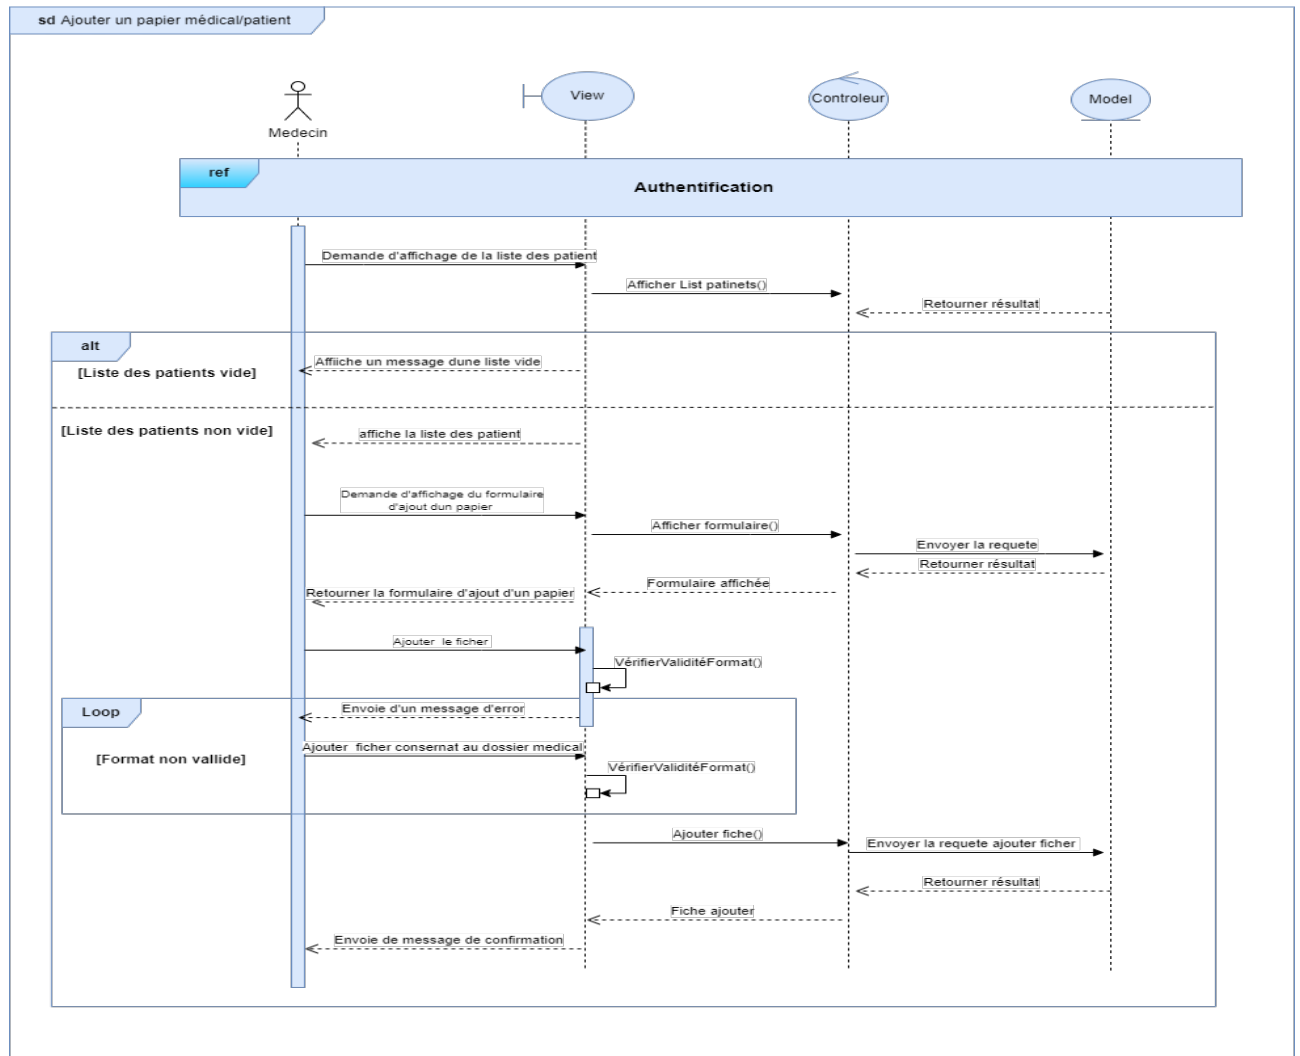 sd Ajouter un papier médical/patient
View
Controleur
Model
Medecin
ref
Authentification
Demande d'affichage de la liste des patient
Afficher List patinets()
Retourner résultat
alt
[Liste des patients vide]
Affiiche un message dune liste vide
[Liste des patients non vide]
affiche la liste des patient
Demande d'affichage du formulaire
d'ajout dun papier
Afficher formulaire()
Envoyer la requete
Retourner résultat
Formulaire affichée
Retourner la formulaire d'ajout d'un papier
Ajouter le ficher
VérifierValiditéFormat()
Loop
Envoie d'un message d'error
Ajouter ficher consernat au dossier medical
[Format non vallide]
VérifierValiditéFormat()
Ajouter fiche()
Envoyer la requete ajouter ficher
Retourner résultat
Fiche ajouter
Envoie de message de confirmation